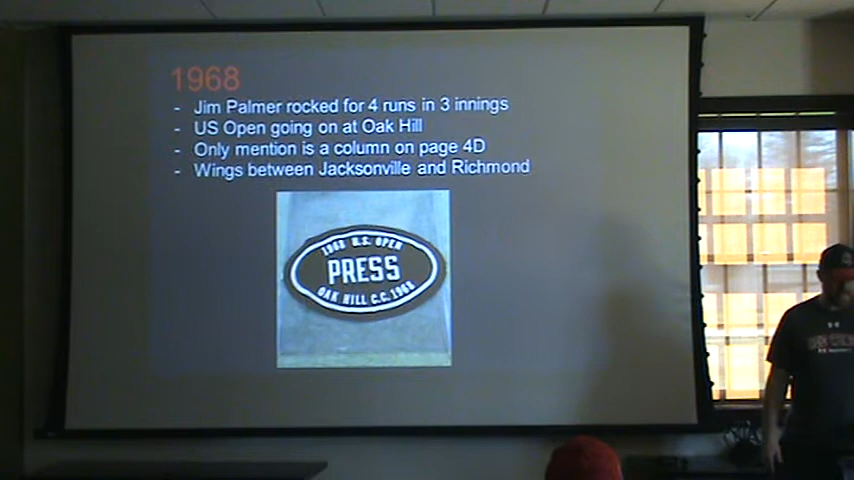 1968
- Jim Palmer rocked for 4 runs in 3 innings
- US Open going on at Oak Hill
- Only mention is a column on page 4D
- Wings between Jacksonville and Richmond
1968 U.S. OPEN
PRESS
OAK HILL C.C. 1968